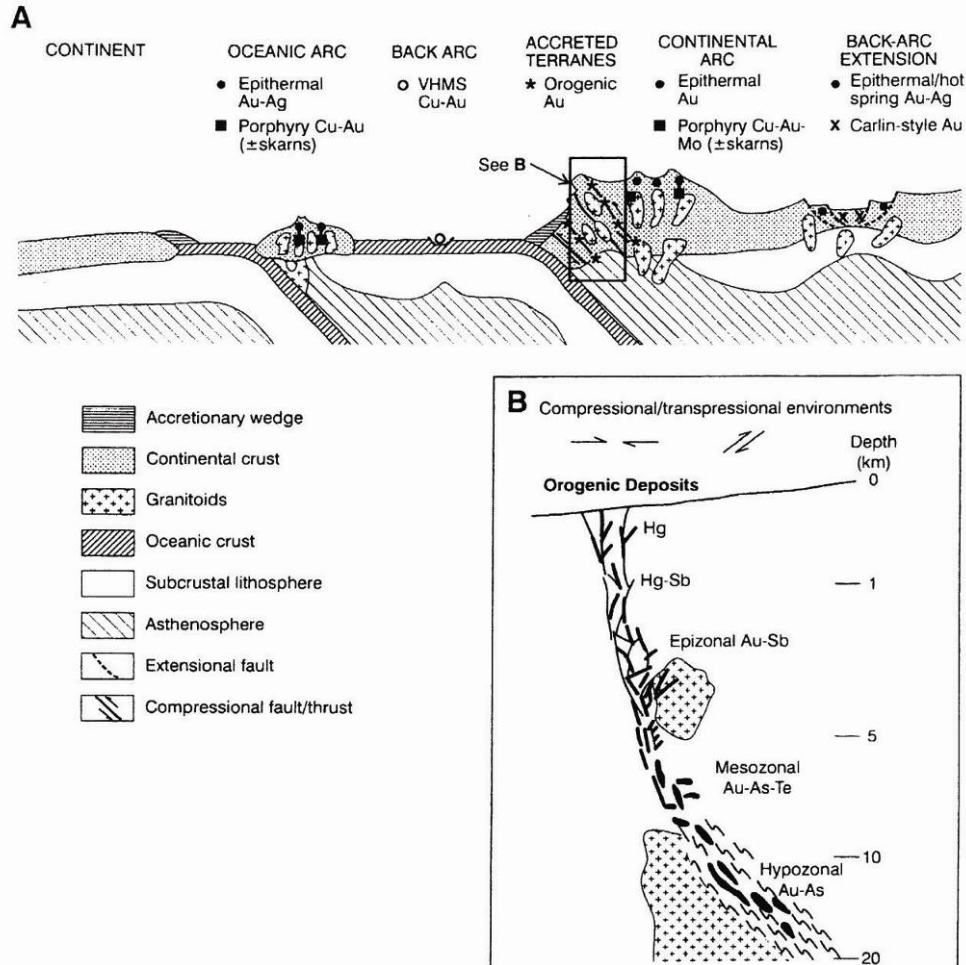 A
CONTINENT
OCEANIC ARC
● Epithermal
Au-Ag
■ Porphyry Cu-Au
(±skarns)
BACK ARC
○ VHMS
Cu-Au
ACCRETED
TERRANES
* Orogenic
Au
CONTINENTAL
ARC
● Epithermal
Au
■ Porphyry Cu-Au-
Mo (±skarns)
BACK-ARC
EXTENSION
● Epithermal/hot
spring Au-Ag
x Carlin-style Au
See B
Accretionary wedge
Continental crust
Granitoids
Oceanic crust
Subcrustal lithosphere
Asthenosphere
Extensional fault
Compressional fault/thrust
B Compressional/transpressional environments
Depth
(km)
0
Orogenic Deposits
Hg
Hg-Sb
1
Epizonal Au-Sb
5
Mesozonal
Au-As-Te
10
Hypozonal
Au-As
20